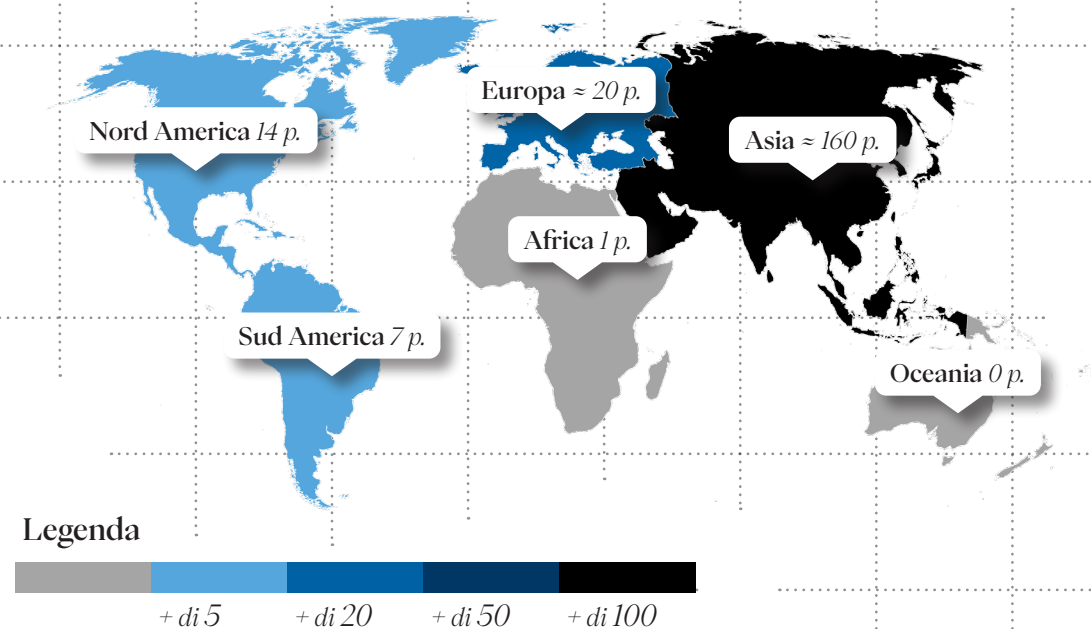 Europa ≈ 20 p.
Nord America 14 p.
Asia ≈ 160 p.
Africa 1 p.
Sud America 7 p.
Oceania 0 p.
Legenda
+ di 5
+ di 20
+ di 50
+ di 100